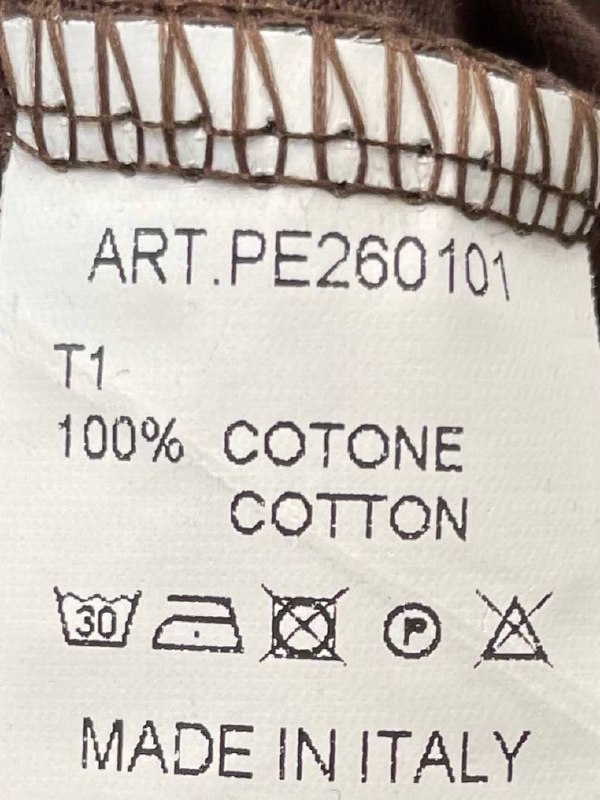 ART.PE260101
T1
100% COTONE
COTTON
30 P
MADE IN ITALY